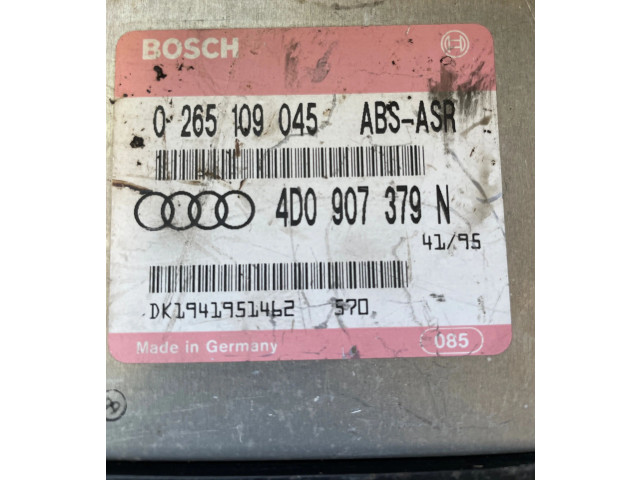 BOSCH
0 265 109 045 ABS-ASR
4D0 907 379 N
41/95
DK1941951462 570
Made in Germany 085